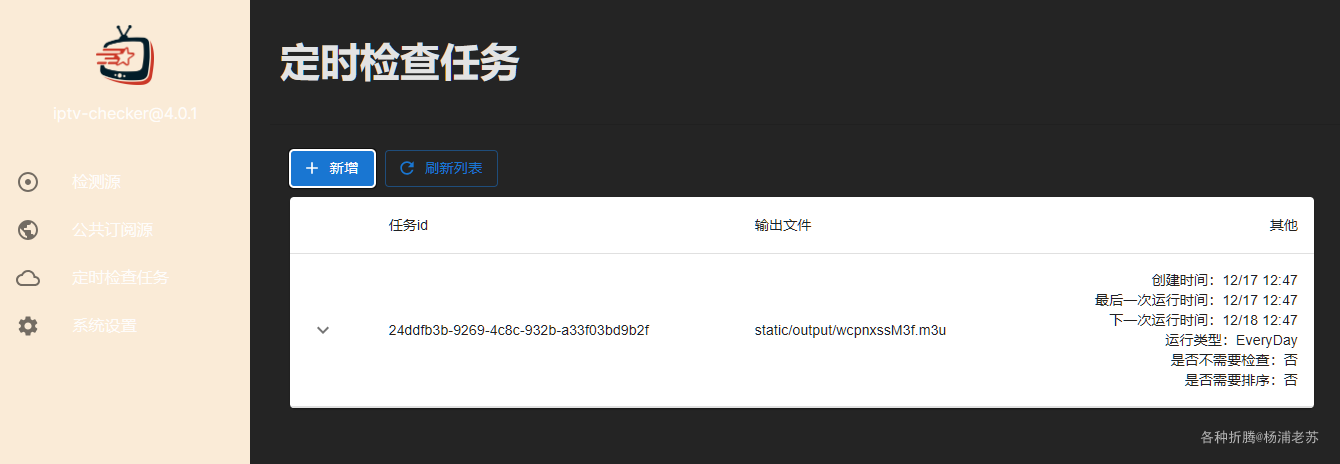 iptv-checker@4.0.1
检测源
公共订阅源
定时检查任务
系统设置
定时检查任务
新增 刷新列表
任务id 输出文件 其他
创建时间：12/17 12:47
最后一次运行时间：12/17 12:47
下一次运行时间：12/18 12:47
24ddfb3b-9269-4c8c-932b-a33f03bd9b2f static/output/wcpnxssM3f.m3u
运行类型：EveryDay
是否不需要检查：否
是否需要排序：否
各种折腾@杨浦老苏